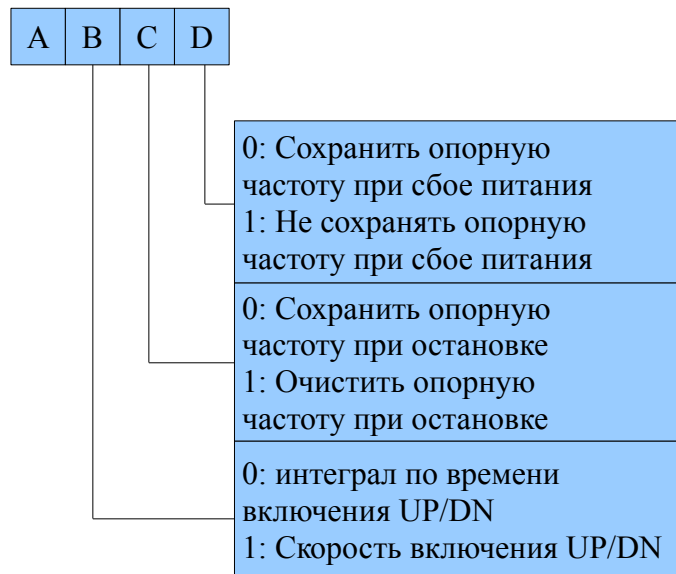 A B C D
0: Сохранить опорную
частоту при сбое питания
1: Не сохранять опорную
частоту при сбое питания
0: Сохранить опорную
частоту при остановке
1: Очистить опорную
частоту при остановке
0: интеграл по времени
включения UP/DN
1: Скорость включения UP/DN